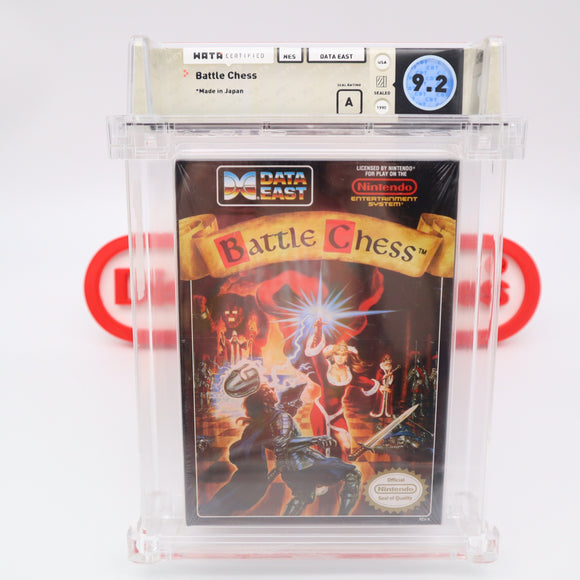 WATA CERTIFIED
NES
DATA EAST
Battle Chess
*Made in Japan
SEAL RATING
A
USA
SEALED
1990
9.2
DATA
EAST
LICENSED BY NINTENDO®
FOR PLAY ON THE
Nintendo
ENTERTAINMENT
SYSTEM®
Battle Chess™
Official
Nintendo
Seal of Quality